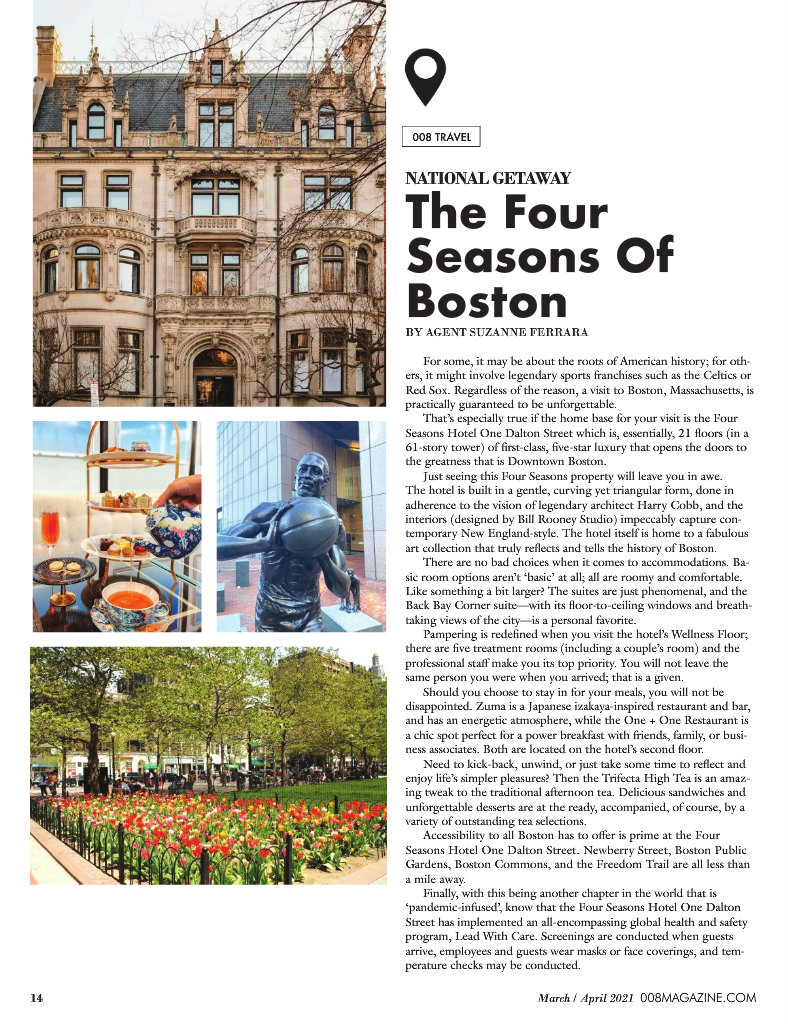 008 TRAVEL
NATIONAL GETAWAY
The Four
Seasons Of
Boston
BY AGENT SUZANNE FERRARA
For some, it may be about the roots of American history; for oth-
ers, it might involve legendary sports franchises such as the Celtics or
Red Sox. Regardless of the reason, a visit to Boston, Massachusetts, is
practically guaranteed to be unforgettable.
That’s especially true if the home base for your visit is the Four
Seasons Hotel One Dalton Street which is, essentially, 21 floors (in a
61-story tower) of first-class, five-star luxury that opens the doors to
the greatness that is Downtown Boston.
Just seeing this Four Seasons property will leave you in awe.
The hotel is built in a gentle, curving yet triangular form, done in
adherence to the vision of legendary architect Harry Cobb, and the
interiors (designed by Bill Rooney Studio) impeccably capture con-
temporary New England-style. The hotel itself is home to a fabulous
art collection that truly reflects and tells the history of Boston.
There are no bad choices when it comes to accommodations. Ba-
sic room options aren’t ‘basic’ at all; all are roomy and comfortable.
Like something a bit larger? The suites are just phenomenal, and the
Back Bay Corner suite—with its floor-to-ceiling windows and breath-
taking views of the city—is a personal favorite.
Pampering is redefined when you visit the hotel’s Wellness Floor;
there are five treatment rooms (including a couple’s room) and the
professional staff make you its top priority. You will not leave the
same person you were when you arrived; that is a given.
Should you choose to stay in for your meals, you will not be
disappointed. Zuma is a Japanese izakaya-inspired restaurant and bar,
and has an energetic atmosphere, while the One + One Restaurant is
a chic spot perfect for a power breakfast with friends, family, or busi-
ness associates. Both are located on the hotel’s second floor.
Need to kick-back, unwind, or just take some time to reflect and
enjoy life’s simpler pleasures? Then the Trifecta High Tea is an amaz-
ing tweak to the traditional afternoon tea. Delicious sandwiches and
unforgettable desserts are at the ready, accompanied, of course, by a
variety of outstanding tea selections.
Accessibility to all Boston has to offer is prime at the Four
Seasons Hotel One Dalton Street. Newberry Street, Boston Public
Gardens, Boston Commons, and the Freedom Trail are all less than
a mile away.
Finally, with this being another chapter in the world that is
‘pandemic-infused’, know that the Four Seasons Hotel One Dalton
Street has implemented an all-encompassing global health and safety
program, Lead With Care. Screenings are conducted when guests
arrive, employees and guests wear masks or face coverings, and tem-
perature checks may be conducted.
14
March / April 2021 008MAGAZINE.COM